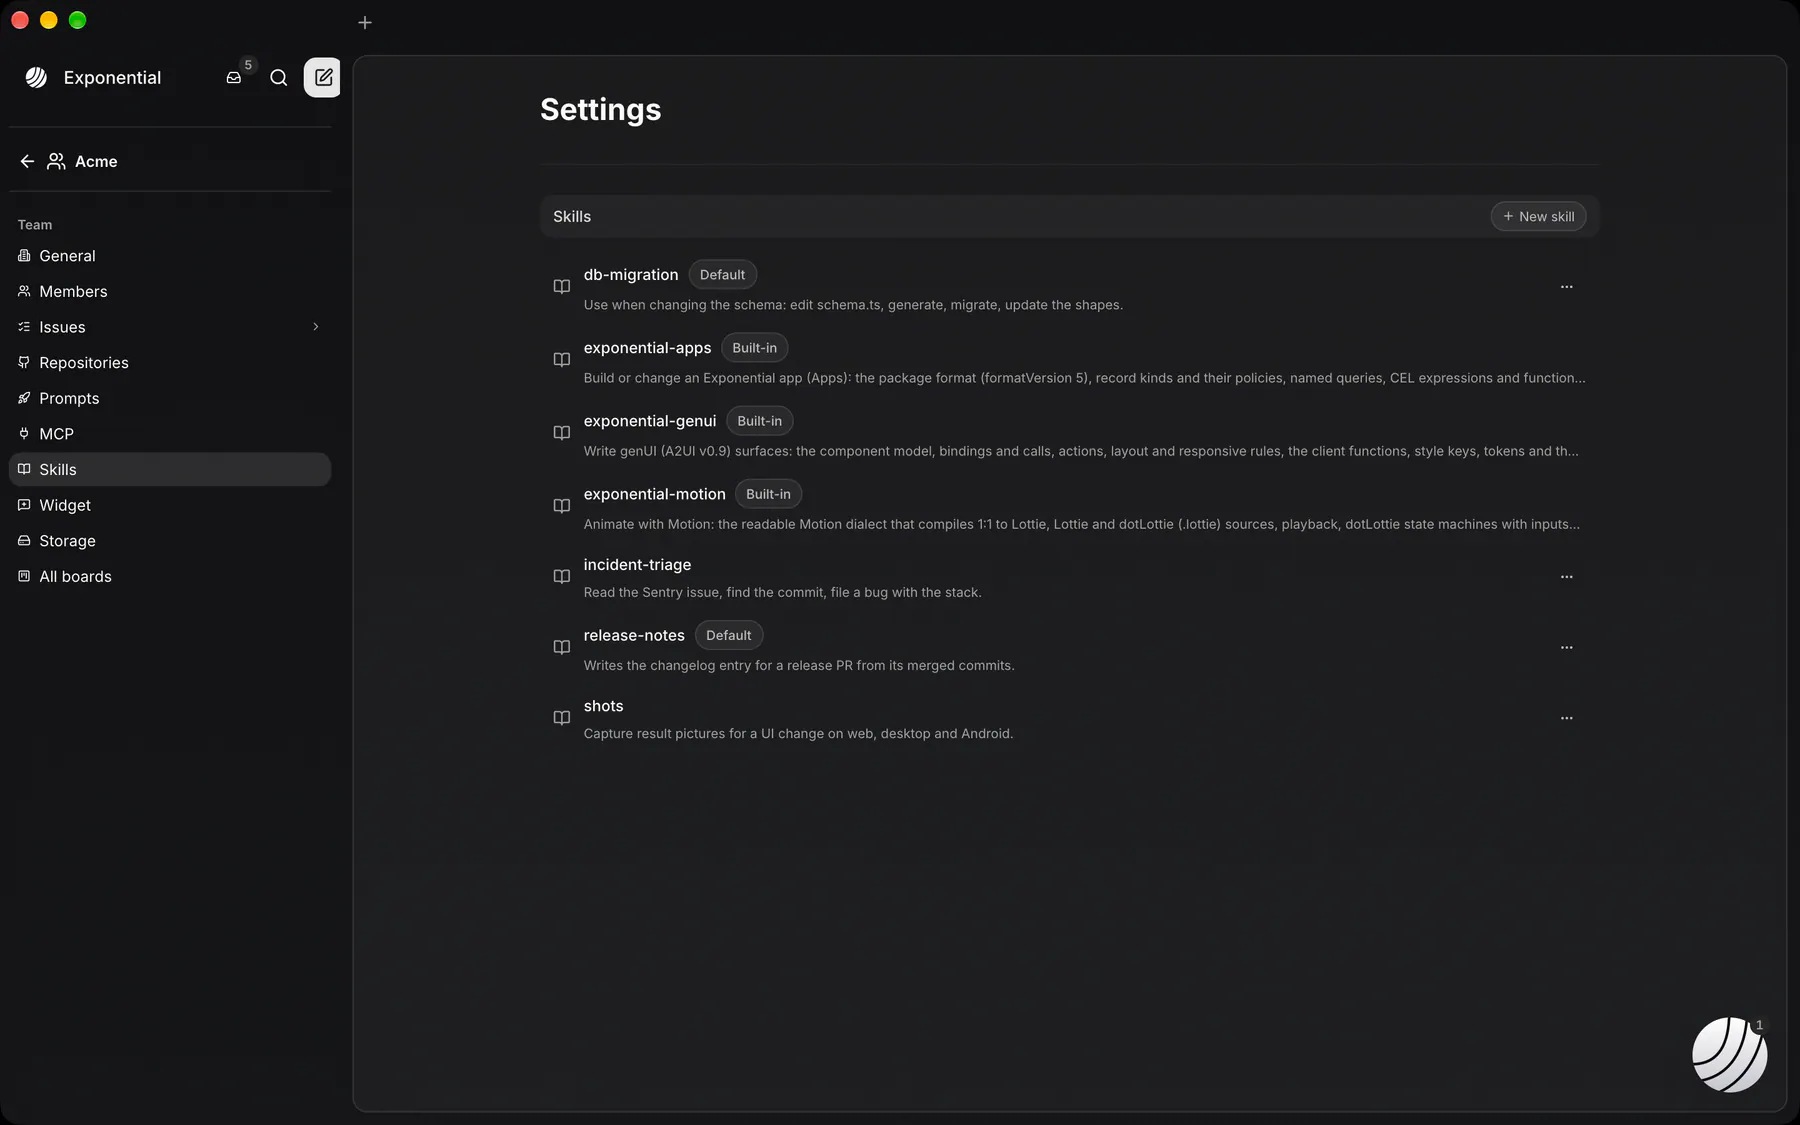 Exponential
5
Acme
Team
General
Members
Issues
Repositories
Prompts
MCP
Skills
Widget
Storage
All boards
Settings
Skills
New skill
db-migration Default
Use when changing the schema: edit schema.ts, generate, migrate, update the shapes.
exponential-apps Built-in
Build or change an Exponential app (Apps): the package format (formatVersion 5), record kinds and their policies, named queries, CEL expressions and function...
exponential-genui Built-in
Write genUI (A2UI v0.9) surfaces: the component model, bindings and calls, actions, layout and responsive rules, the client functions, style keys, tokens and th...
exponential-motion Built-in
Animate with Motion: the readable Motion dialect that compiles 1:1 to Lottie, Lottie and dotLottie (.lottie) sources, playback, dotLottie state machines with inputs...
incident-triage
Read the Sentry issue, find the commit, file a bug with the stack.
release-notes Default
Writes the changelog entry for a release PR from its merged commits.
shots
Capture result pictures for a UI change on web, desktop and Android.
1